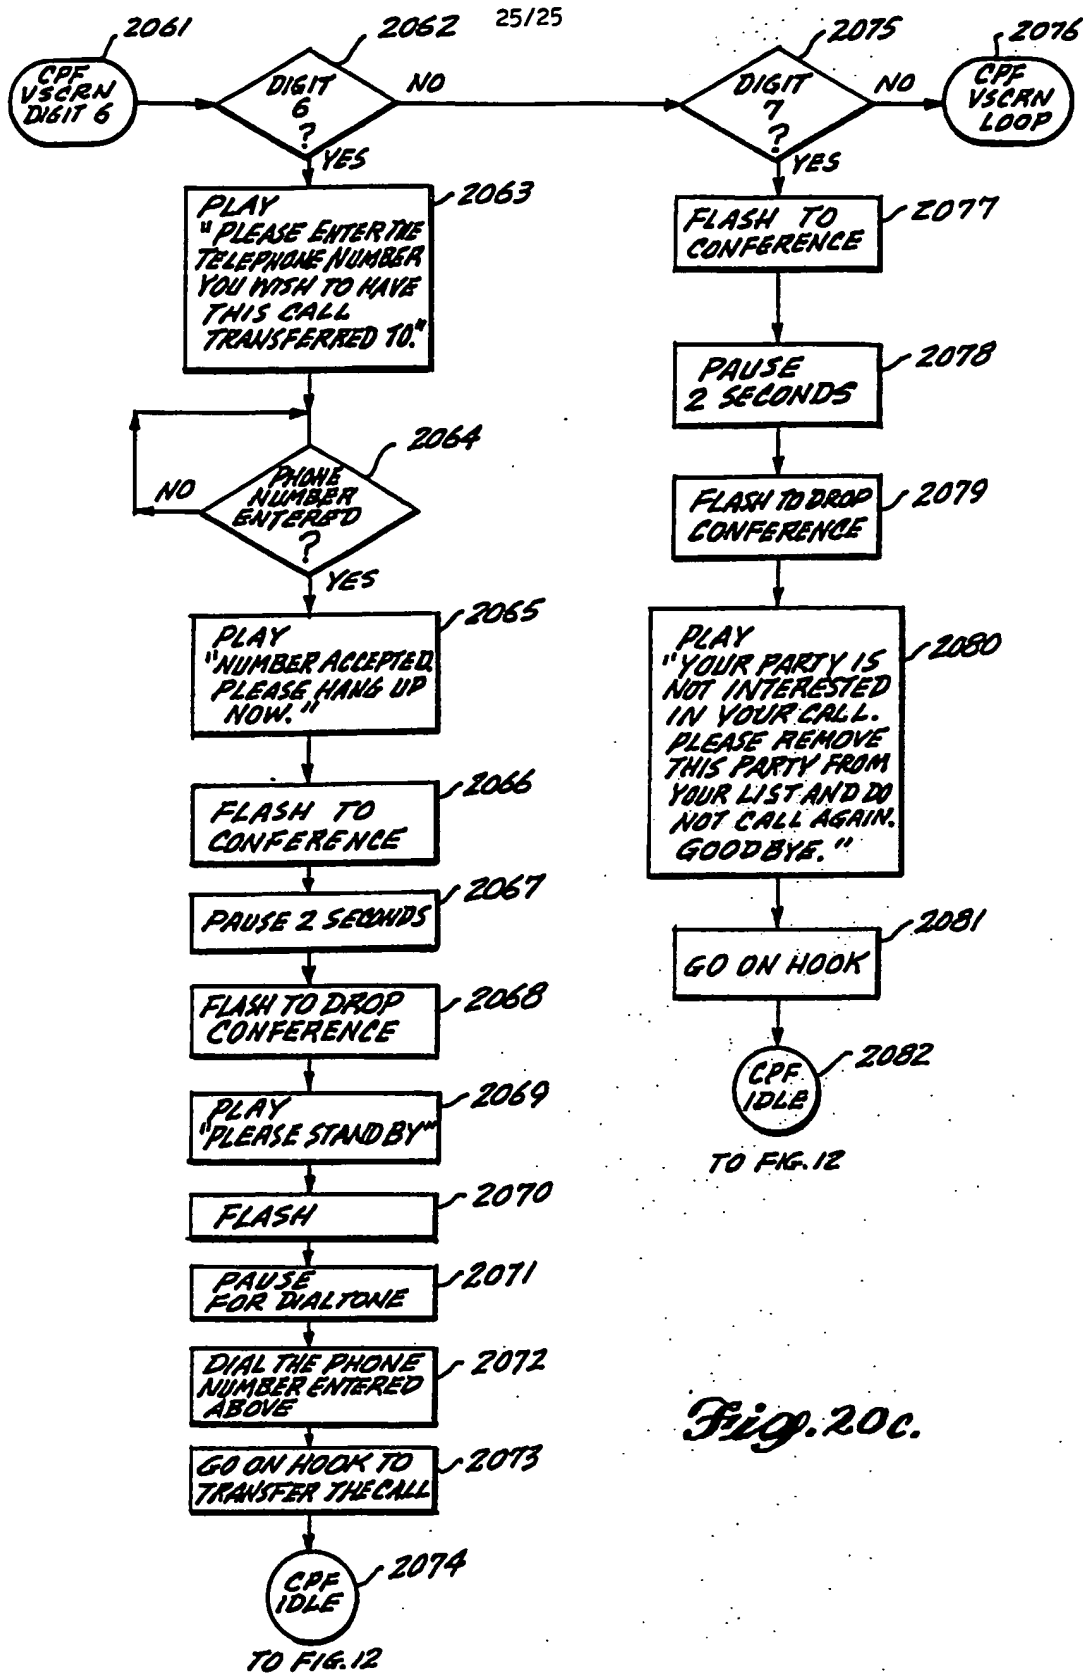 25/25
2061
CPF
VSCRN
DIGIT 6
2062
DIGIT
6
?
NO
YES
2075
DIGIT
7
?
NO
YES
2076
CPF
VSCRN
LOOP
2063
PLAY
"PLEASE ENTER THE
TELEPHONE NUMBER
YOU WISH TO HAVE
THIS CALL
TRANSFERRED TO."
2064
PHONE
NUMBER
ENTERED
?
NO
YES
2065
PLAY
"NUMBER ACCEPTED.
PLEASE HANG UP
NOW."
2066
FLASH TO
CONFERENCE
2067
PAUSE 2 SECONDS
2068
FLASH TO DROP
CONFERENCE
2069
PLAY
"PLEASE STAND BY"
2070
FLASH
2071
PAUSE
FOR DIALTONE
2072
DIAL THE PHONE
NUMBER ENTERED
ABOVE
2073
GO ON HOOK TO
TRANSFER THE CALL
2074
CPF
IDLE
TO FIG.12
2077
FLASH TO
CONFERENCE
2078
PAUSE
2 SECONDS
2079
FLASH TO DROP
CONFERENCE
2080
PLAY
"YOUR PARTY IS
NOT INTERESTED
IN YOUR CALL.
PLEASE REMOVE
THIS PARTY FROM
YOUR LIST AND DO
NOT CALL AGAIN.
GOODBYE."
2081
GO ON HOOK
2082
CPF
IDLE
TO FIG.12
Fig. 20c.